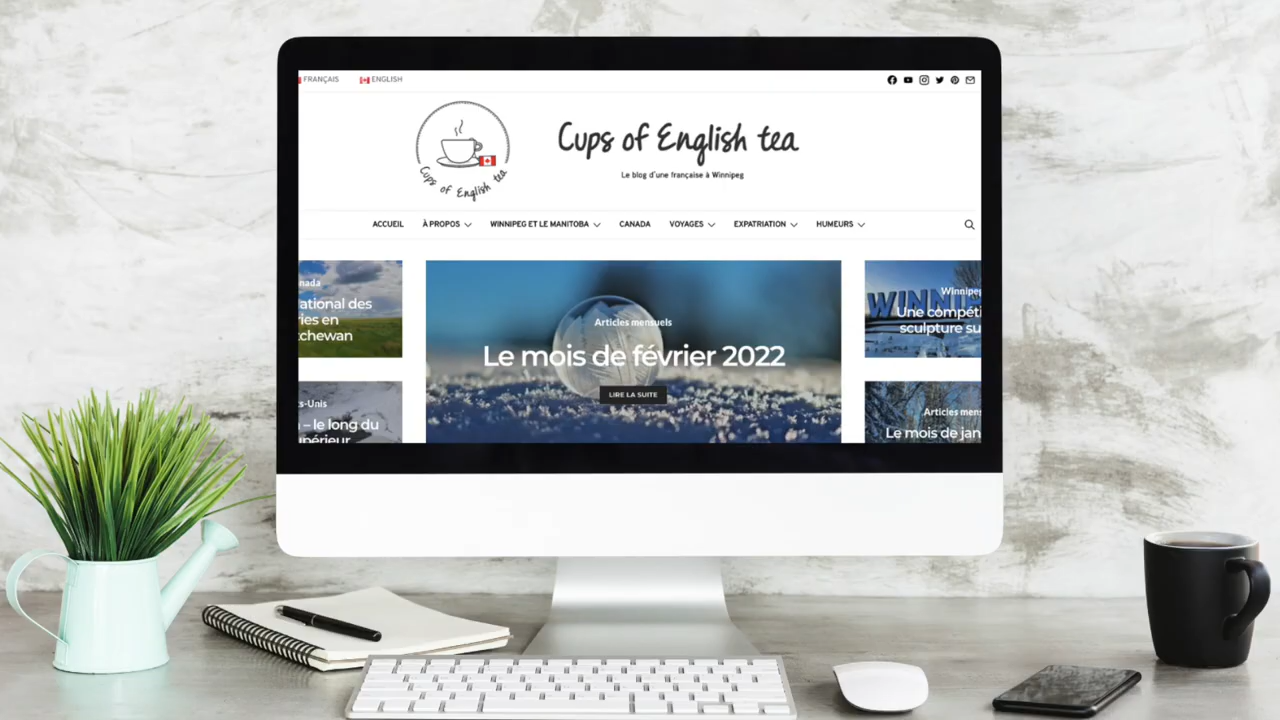 FRANÇAIS
ENGLISH
Cups of English tea
Cups of English tea
Le blog d'une française à Winnipeg
ACCUEIL
À PROPOS
WINNIPEG ET LE MANITOBA
CANADA
VOYAGES
EXPATRIATION
HUMEURS
nada
ational des
ries en
tchewan
s-Unis
– le long du
upérieur
Articles mensuels
Le mois de février 2022
LIRE LA SUITE
WINNIP
Winnipeg
Une compéti
sculpture su
Articles mens
Le mois de jan